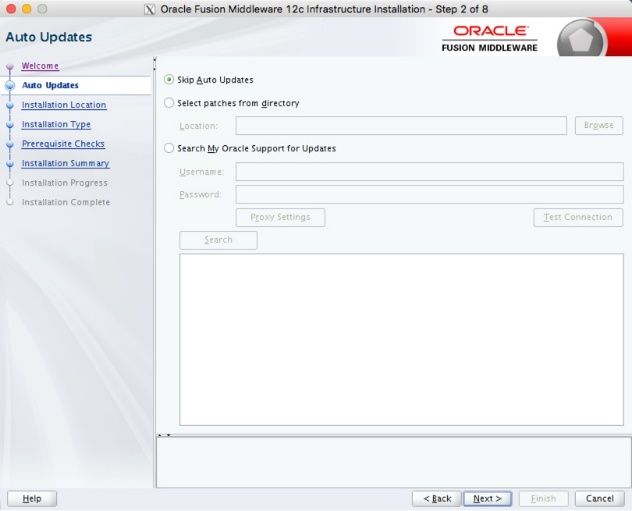 Oracle Fusion Middleware 12c Infrastructure Installation - Step 2 of 8
Auto Updates
ORACLE
FUSION MIDDLEWARE
Welcome
Auto Updates
Installation Location
Installation Type
Prerequisite Checks
Installation Summary
Installation Progress
Installation Complete
Skip Auto Updates
Select patches from directory
Location:
Browse
Search My Oracle Support for Updates
Username:
Password:
Proxy Settings
Test Connection
Search
Help
< Back
Next >
Finish
Cancel